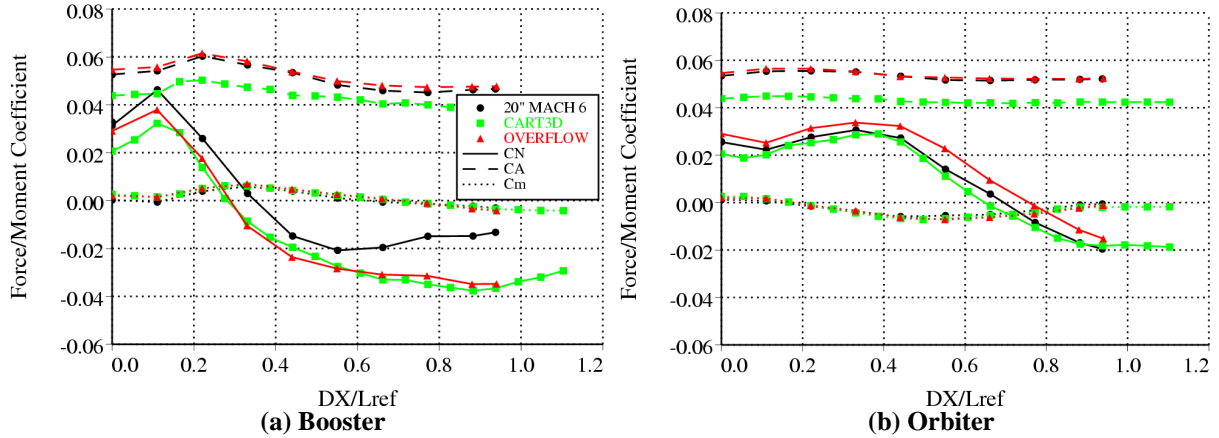 Force/Moment Coefficient
0.08
0.06
0.04
0.02
0.00
-0.02
-0.04
-0.06
0.0 0.2 0.4 0.6 0.8 1.0 1.2
DX/Lref
20" MACH 6
CART3D
OVERFLOW
CN
CA
Cm
(a) Booster
Force/Moment Coefficient
0.08
0.06
0.04
0.02
0.00
-0.02
-0.04
-0.06
0.0 0.2 0.4 0.6 0.8 1.0 1.2
DX/Lref
(b) Orbiter